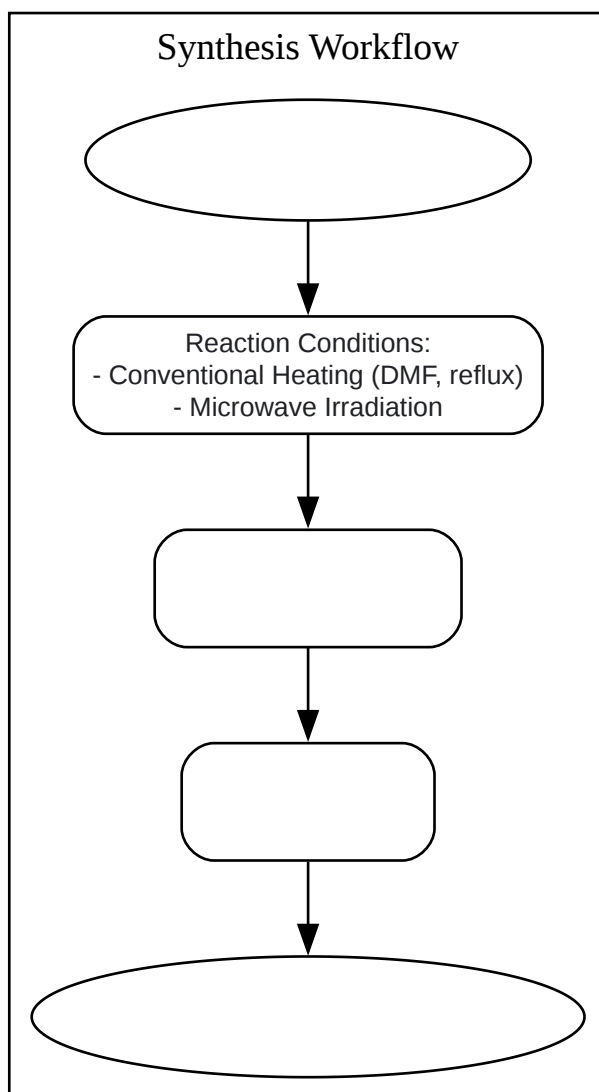 Synthesis Workflow
Reaction Conditions:
- Conventional Heating (DMF, reflux)
- Microwave Irradiation